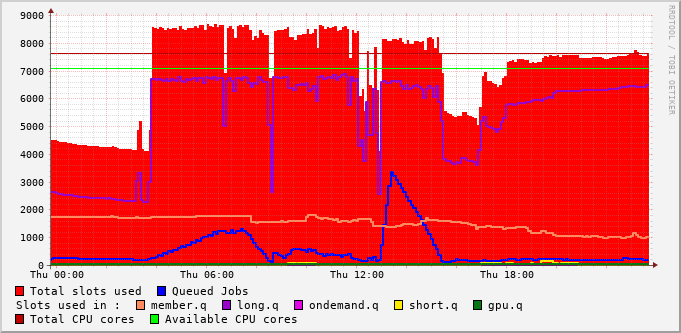 9000
8000
7000
6000
5000
4000
3000
2000
1000
0
Thu 00:00 Thu 06:00 Thu 12:00 Thu 18:00
RRDTOOL / TOBI OETIKER
Total slots used Queued Jobs
Slots used in : member.q long.q ondemand.q short.q gpu.q
Total CPU cores Available CPU cores